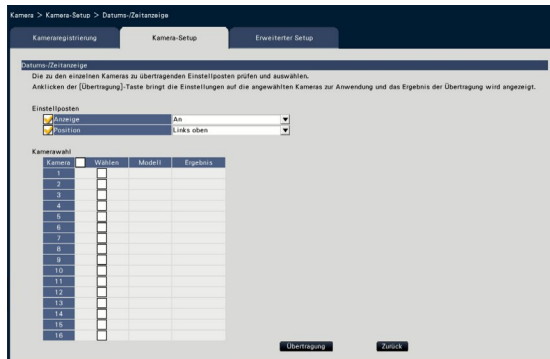 Kamera > Kamera-Setup > Datums-/Zeitanzeige
Kameraregistrierung Kamera-Setup Erweiterter Setup
Datums-/Zeitanzeige
Die zu den einzelnen Kameras zu übertragenden Einstellposten prüfen und auswählen.
Anklicken der [Übertragung]-Taste bringt die Einstellungen auf die angewählten Kameras zur Anwendung und das Ergebnis der Übertragung wird angezeigt.
Einstellposten
Anzeige An
Position Links oben
Kamerawahl
Kamera Wählen Modell Ergebnis
1
2
3
4
5
6
7
8
9
10
11
12
13
14
15
16
Übertragung Zurück